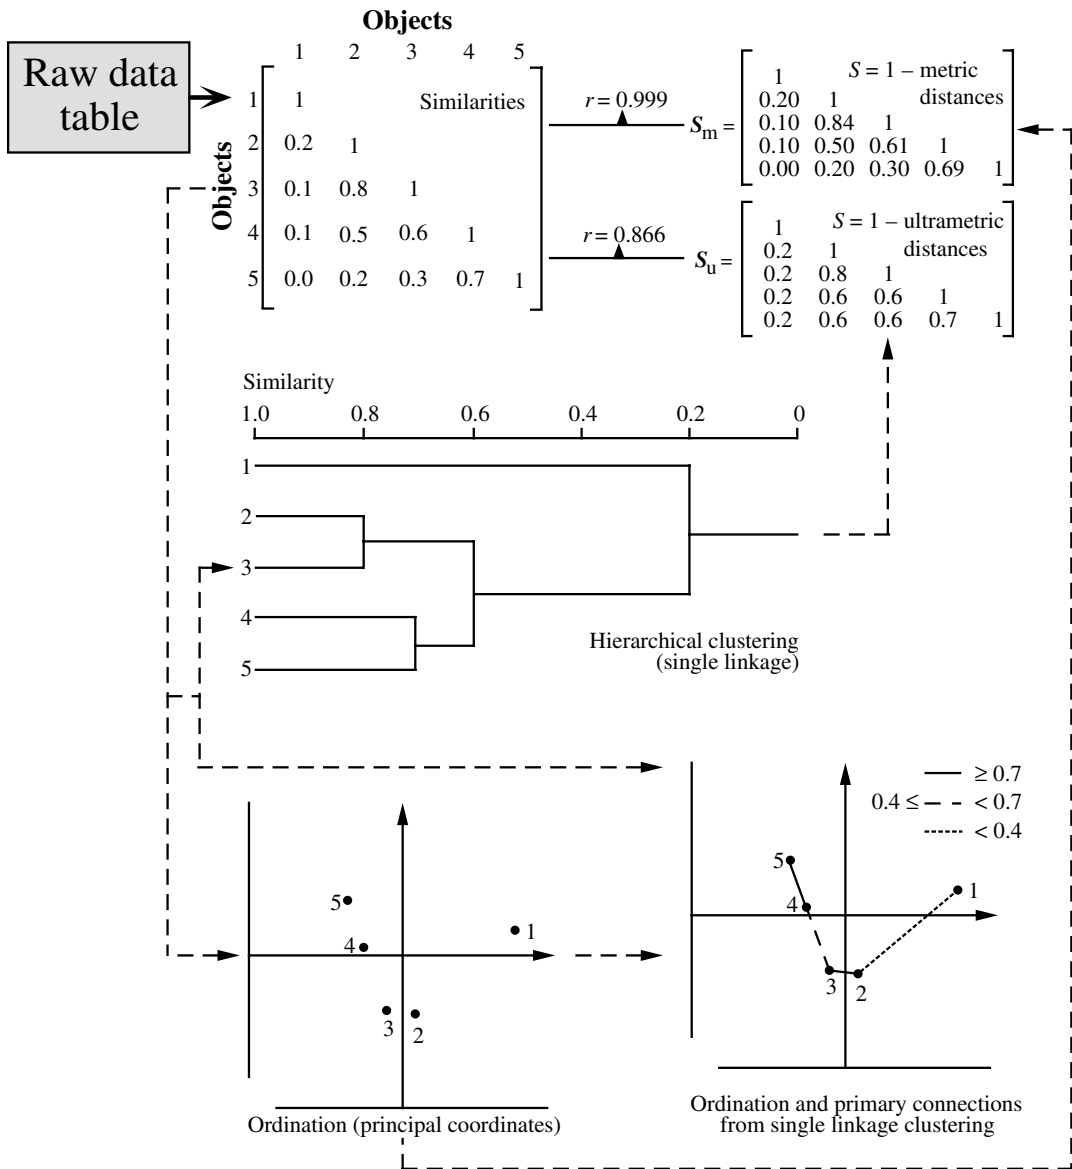 Raw data
table
Objects
1 2 3 4 5
Objects
1 1 Similarities
2 0.2 1
3 0.1 0.8 1
4 0.1 0.5 0.6 1
5 0.0 0.2 0.3 0.7 1
r = 0.999
Sm =
1 S = 1 – metric
distances
0.20 1
0.10 0.84 1
0.10 0.50 0.61 1
0.00 0.20 0.30 0.69 1
r = 0.866
Su =
1 S = 1 – ultrametric
distances
0.2 1
0.2 0.8 1
0.2 0.6 0.6 1
0.2 0.6 0.6 0.7 1
Similarity
1.0 0.8 0.6 0.4 0.2 0
1
2
3
4
5
Hierarchical clustering
(single linkage)
5
4
1
3 2
Ordination (principal coordinates)
≥ 0.7
0.4 ≤ < 0.7
< 0.4
5
4
1
3 2
Ordination and primary connections
from single linkage clustering